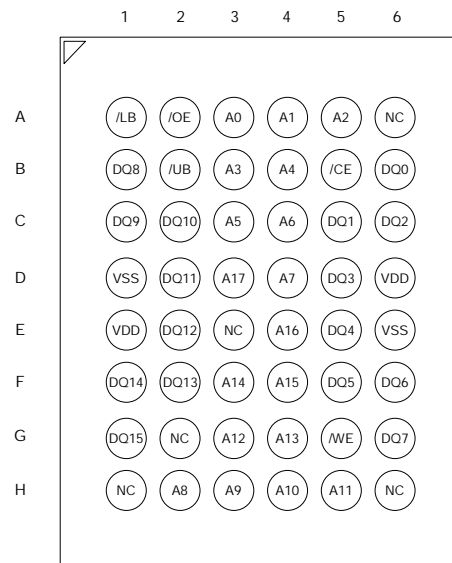 1 2 3 4 5 6
A /LB /OE A0 A1 A2 NC
B DQ8 /UB A3 A4 /CE DQ0
C DQ9 DQ10 A5 A6 DQ1 DQ2
D VSS DQ11 A17 A7 DQ3 VDD
E VDD DQ12 NC A16 DQ4 VSS
F DQ14 DQ13 A14 A15 DQ5 DQ6
G DQ15 NC A12 A13 /WE DQ7
H NC A8 A9 A10 A11 NC